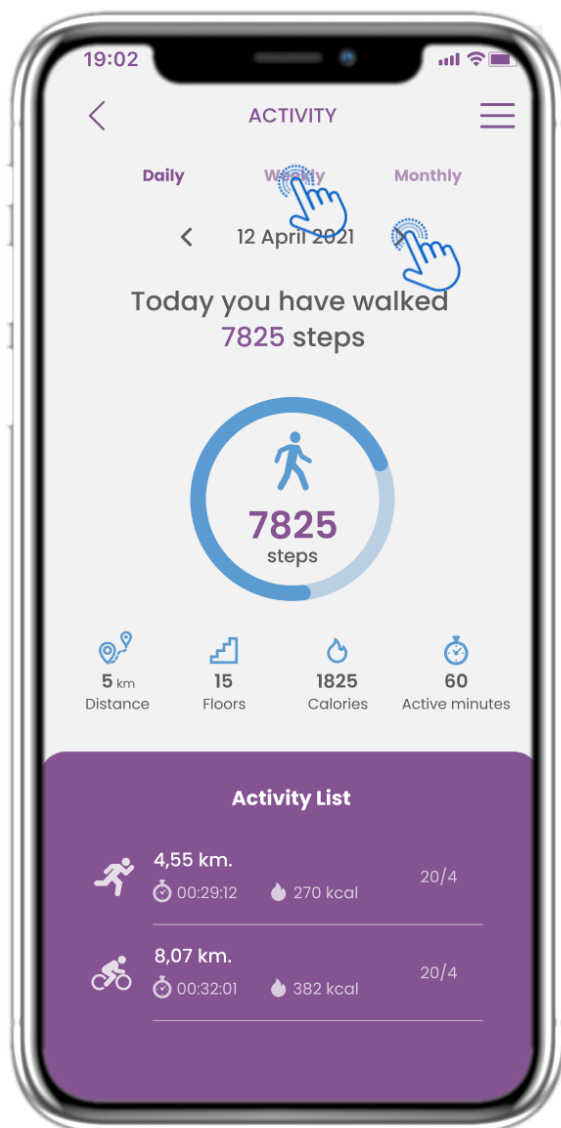 19:02
ACTIVITY
Daily Weekly Monthly
12 April 2021
Today you have walked
7825 steps
7825
steps
5 km 15 1825 60
Distance Floors Calories Active minutes
Activity List
4,55 km.
00:29:12 270 kcal 20/4
8,07 km.
00:32:01 382 kcal 20/4